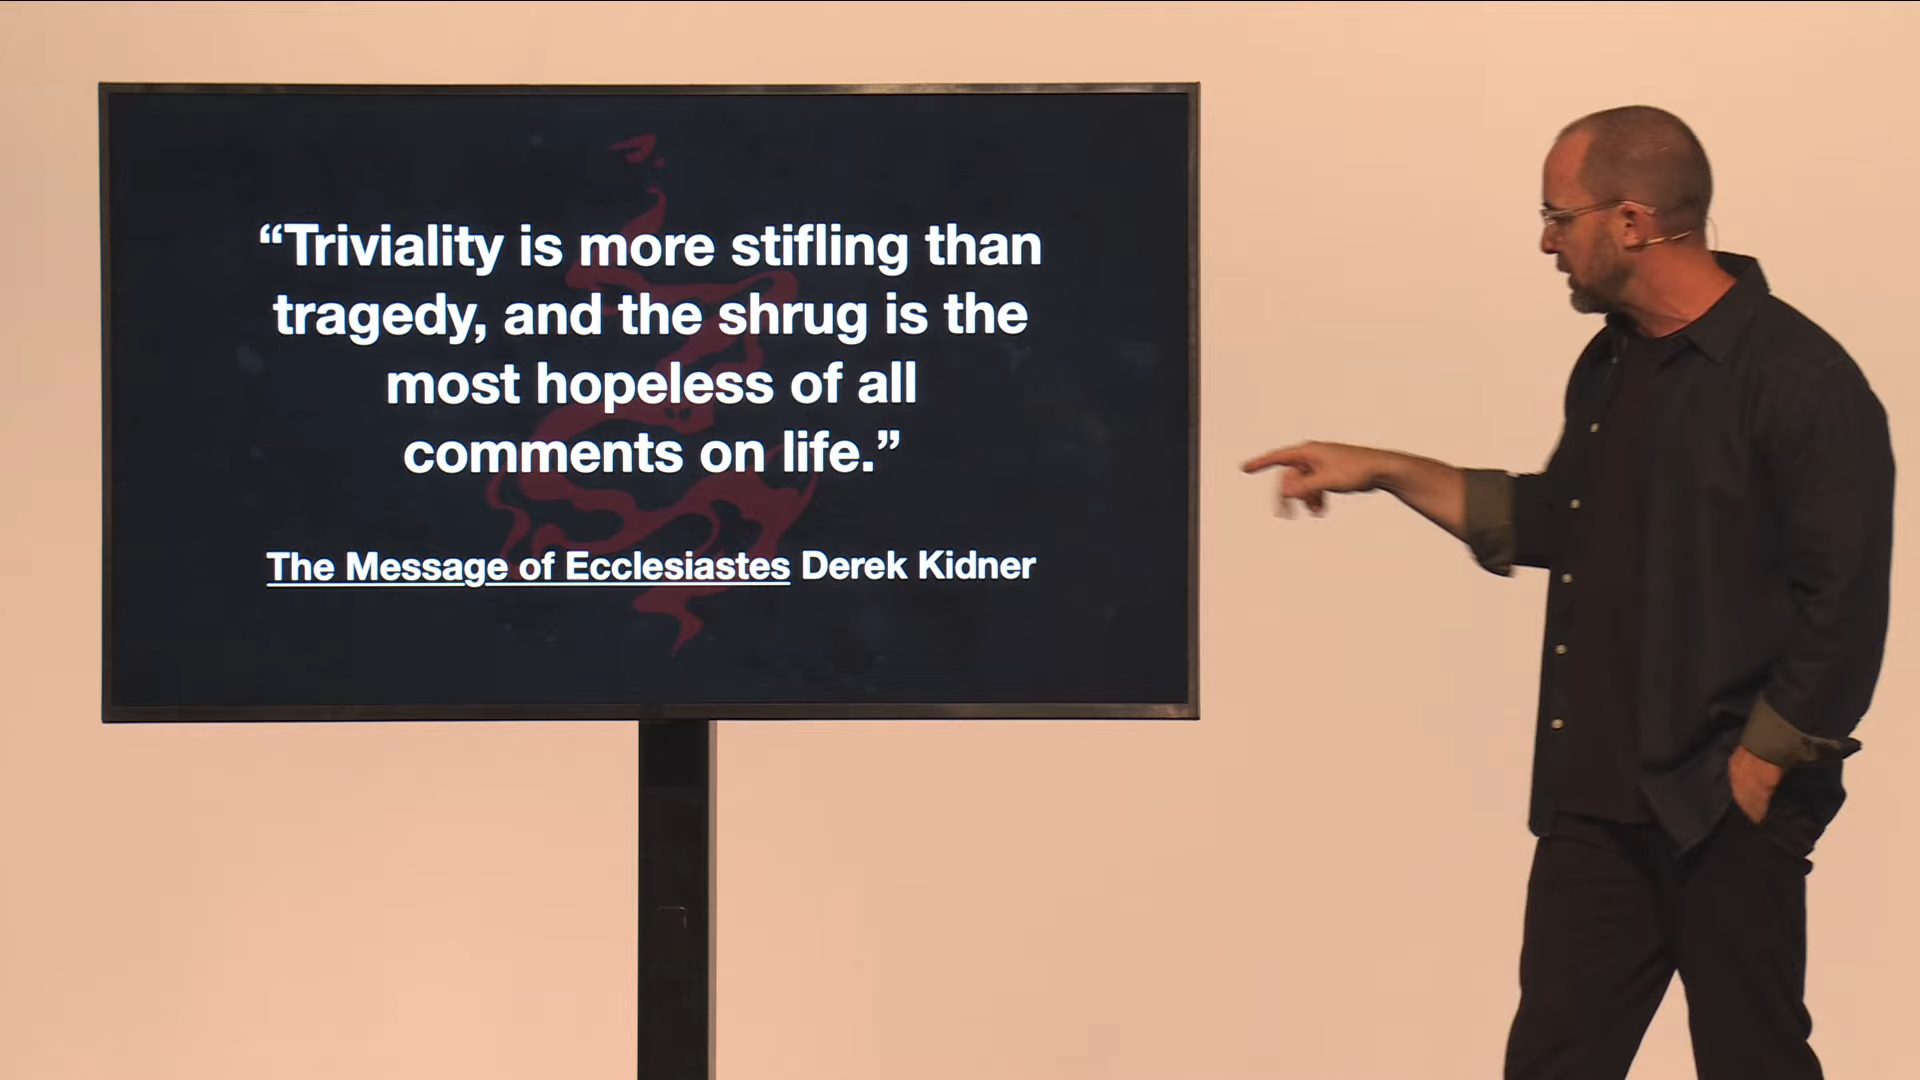 “Triviality is more stifling than
tragedy, and the shrug is the
most hopeless of all
comments on life.”
The Message of Ecclesiastes Derek Kidner